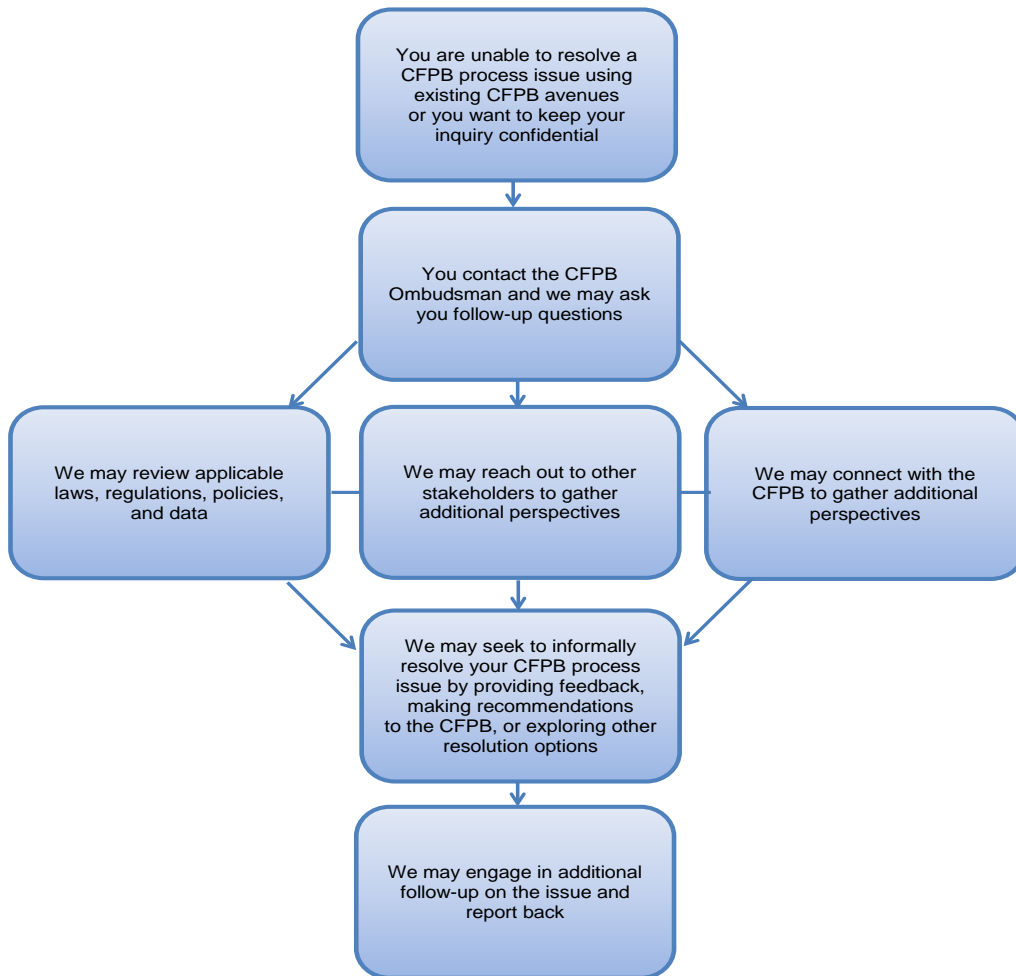 You are unable to resolve a
CFPB process issue using
existing CFPB avenues
or you want to keep your
inquiry confidential
You contact the CFPB
Ombudsman and we may ask
you follow-up questions
We may review applicable
laws, regulations, policies,
and data
We may reach out to other
stakeholders to gather
additional perspectives
We may connect with the
CFPB to gather additional
perspectives
We may seek to informally
resolve your CFPB process
issue by providing feedback,
making recommendations
to the CFPB, or exploring other
resolution options
We may engage in additional
follow-up on the issue and
report back